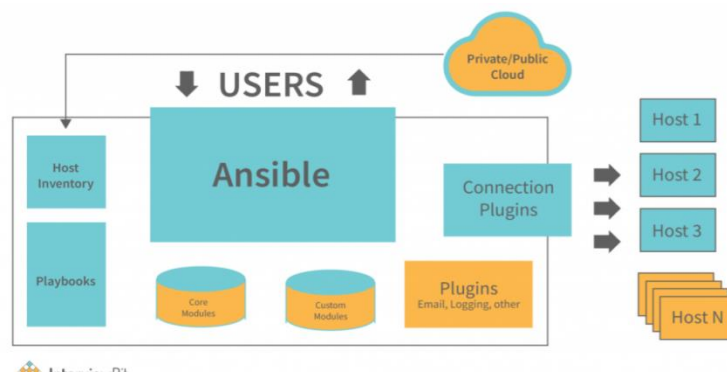 Private/Public
Cloud
USERS
Host
Inventory
Ansible
Connection
Plugins
Host 1
Host 2
Host 3
Host N
Playbooks
Core
Modules
Custom
Modules
Plugins
Email, Logging, other